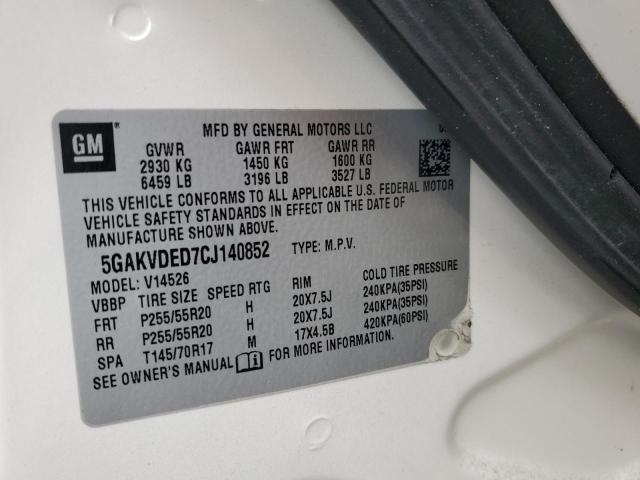 GM
MFD BY GENERAL MOTORS LLC
GVWR GAWR FRT GAWR RR
2930 KG 1450 KG 1600 KG
6459 LB 3196 LB 3527 LB
THIS VEHICLE CONFORMS TO ALL APPLICABLE U.S. FEDERAL MOTOR
VEHICLE SAFETY STANDARDS IN EFFECT ON THE DATE OF
MANUFACTURE SHOWN ABOVE.
5GAKVDED7CJ140852 TYPE: M.P.V.
MODEL: V14526
VBBP TIRE SIZE SPEED RTG RIM COLD TIRE PRESSURE
FRT P255/55R20 H 20X7.5J 240KPA(35PSI)
RR P255/55R20 H 20X7.5J 240KPA(35PSI)
SPA T145/70R17 M 17X4.5B 420KPA(60PSI)
SEE OWNER'S MANUAL FOR MORE INFORMATION.